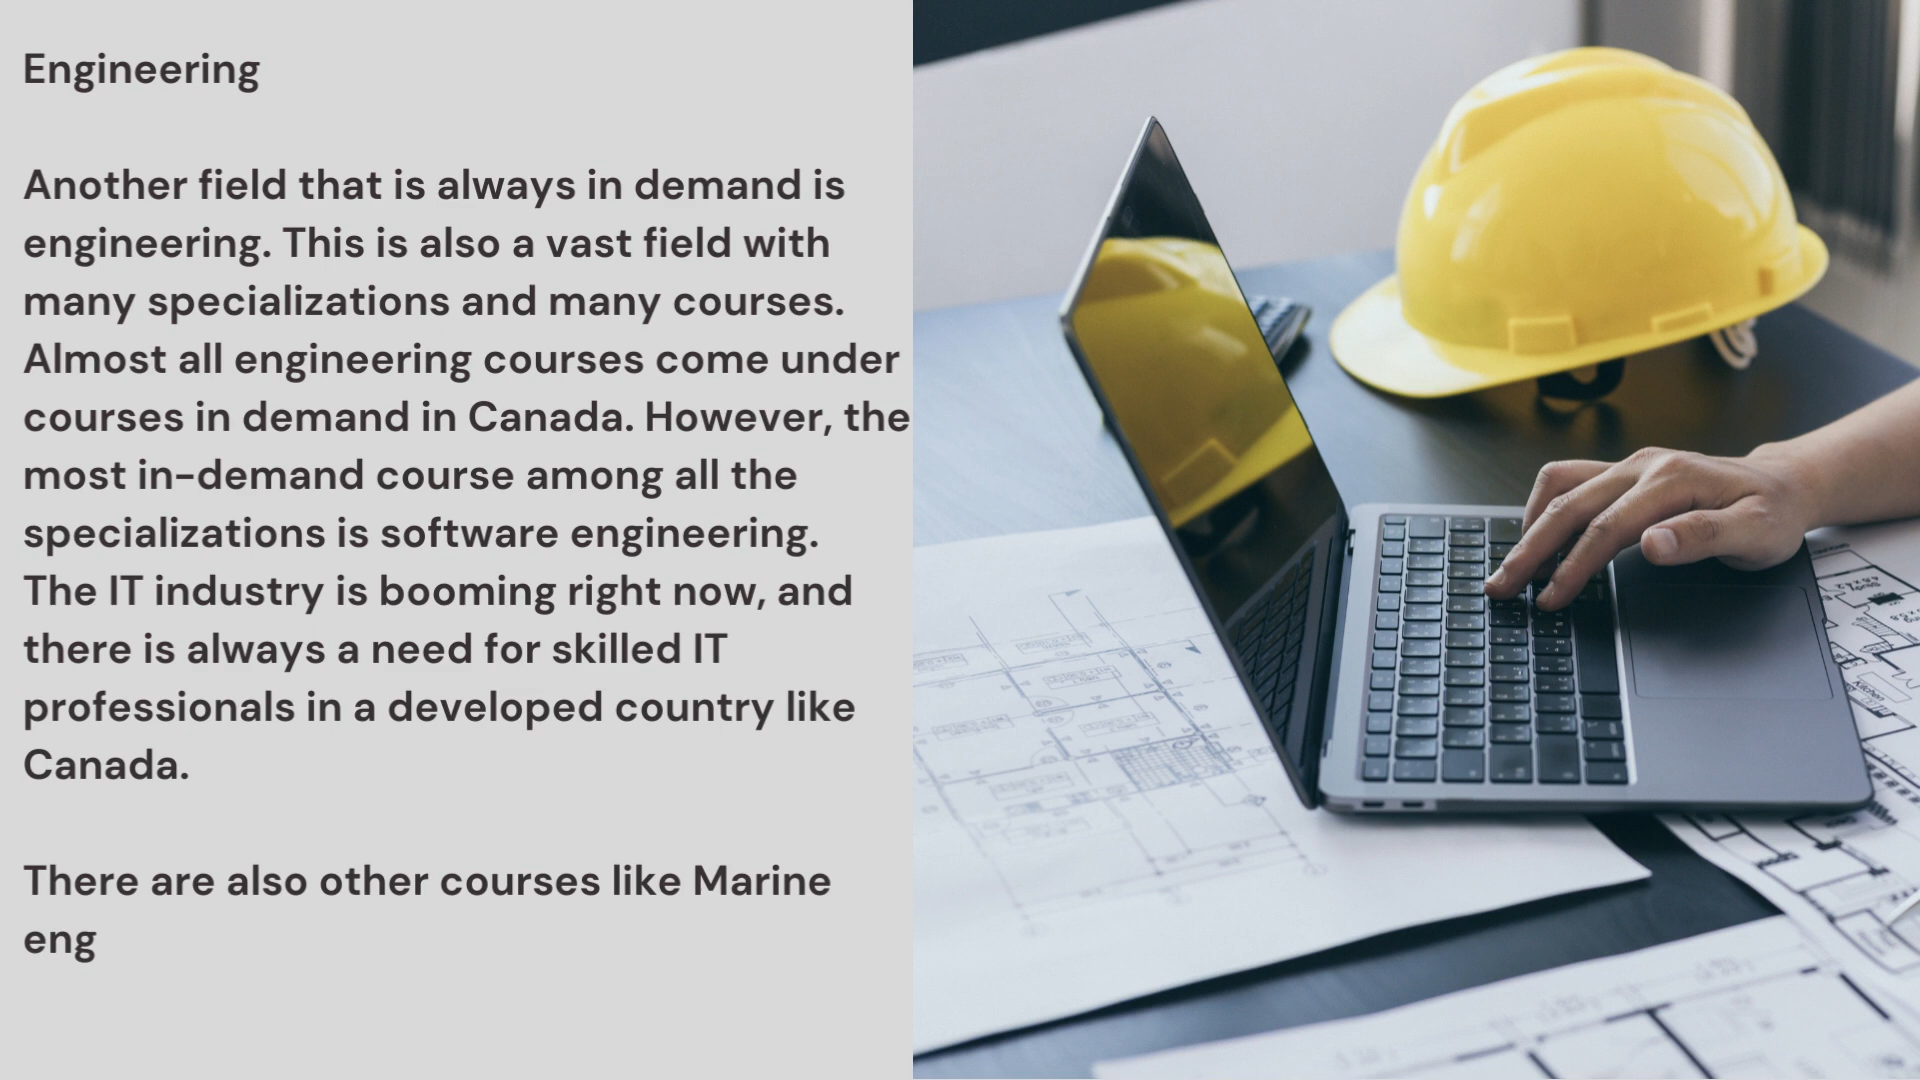 Engineering
Another field that is always in demand is
engineering. This is also a vast field with
many specializations and many courses.
Almost all engineering courses come under
courses in demand in Canada. However, the
most in-demand course among all the
specializations is software engineering.
The IT industry is booming right now, and
there is always a need for skilled IT
professionals in a developed country like
Canada.
There are also other courses like Marine
eng